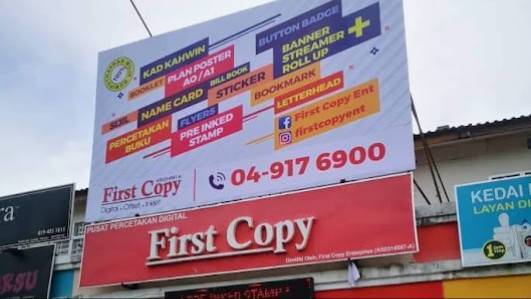 BUTTON BADGE
KAD KAHWIN
BANNER
STREAMER
ROLL UP
PLAN POSTER
A0 / A1
BOOKLET
BILL BOOK
STICKER
BOOKMARK
NAME CARD
LETTERHEAD
FLYERS
PERCETAKAN
BUKU
PRE INKED
STAMP
First Copy Ent
firstcopyent
First Copy
Digital • Offset • Inkjet
04-917 6900
PUSAT PERCETAKAN DIGITAL
First Copy
KEDAI
LAYAN DI